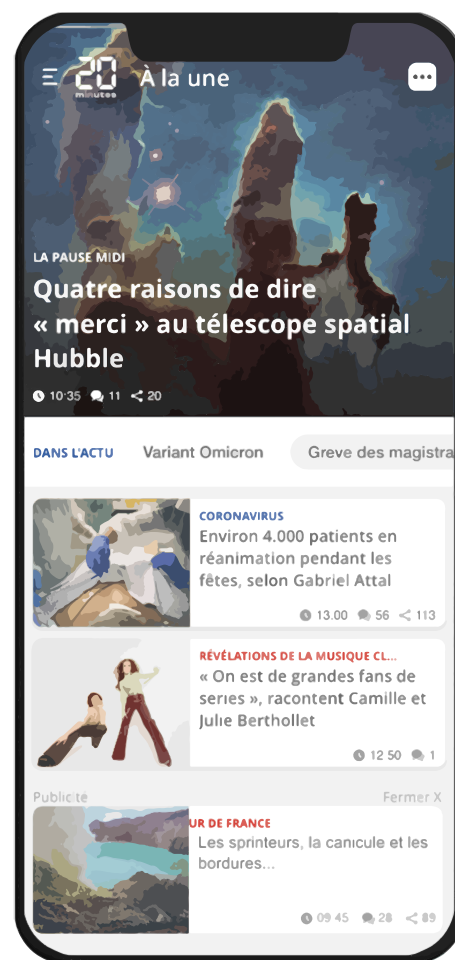 20 minutes À la une
LA PAUSE MIDI
Quatre raisons de dire
« merci » au télescope spatial
Hubble
10:35 11 20
DANS L'ACTU Variant Omicron Greve des magistra
CORONAVIRUS
Environ 4.000 patients en
réanimation pendant les
fêtes, selon Gabriel Attal
13.00 56 113
RÉVÉLATIONS DE LA MUSIQUE CL...
« On est de grandes fans de
series », racontent Camille et
Julie Berthollet
12 50 1
Publicité Fermer X
UR DE FRANCE
Les sprinteurs, la canicule et les
bordures...
09 45 28 89